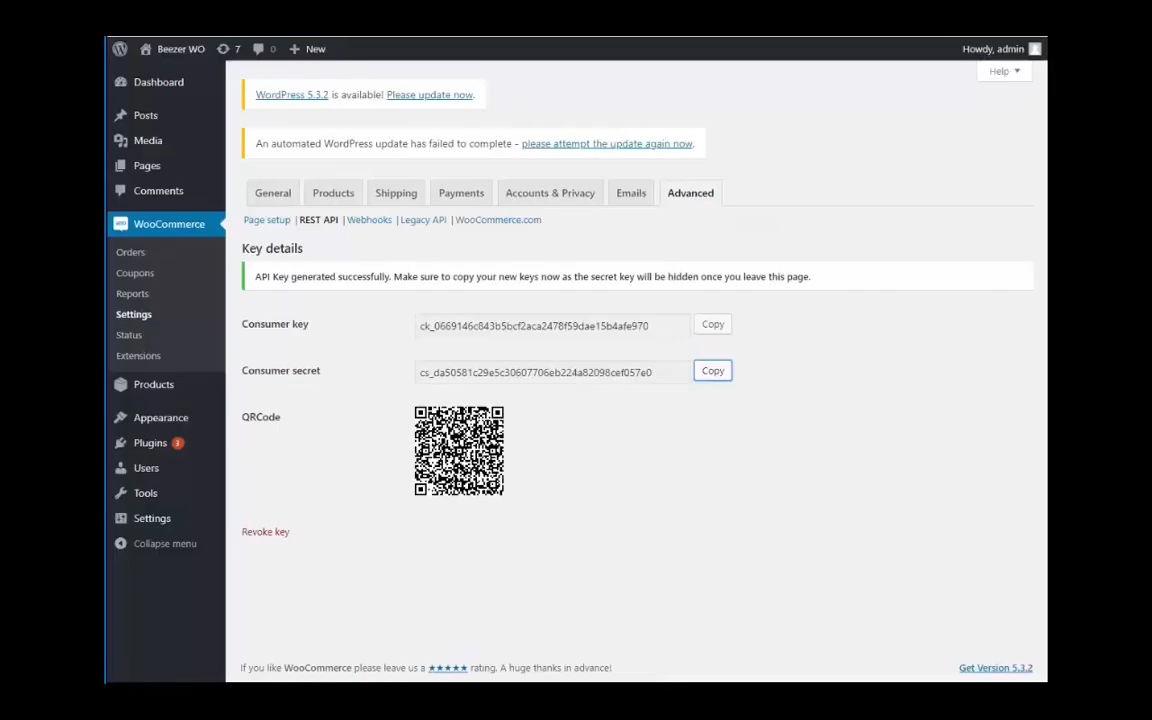 Beezer WO 7 0 New Howdy, admin
Help
Dashboard
Posts
Media
Pages
Comments
WooCommerce
Orders
Coupons
Reports
Settings
Status
Extensions
Products
Appearance
Plugins 3
Users
Tools
Settings
Collapse menu
WordPress 5.3.2 is available! Please update now.
An automated WordPress update has failed to complete - please attempt the update again now.
General Products Shipping Payments Accounts & Privacy Emails Advanced
Page setup | REST API | Webhooks | Legacy API | WooCommerce.com
Key details
API Key generated successfully. Make sure to copy your new keys now as the secret key will be hidden once you leave this page.
Consumer key ck_0669146c843b5bcf2aca2478f59dae15b4afe970 Copy
Consumer secret cs_da50581c29e5c30607706eb224a82098cef057e0 Copy
QRCode
Revoke key
If you like WooCommerce please leave us a ★★★★★ rating. A huge thanks in advance! Get Version 5.3.2